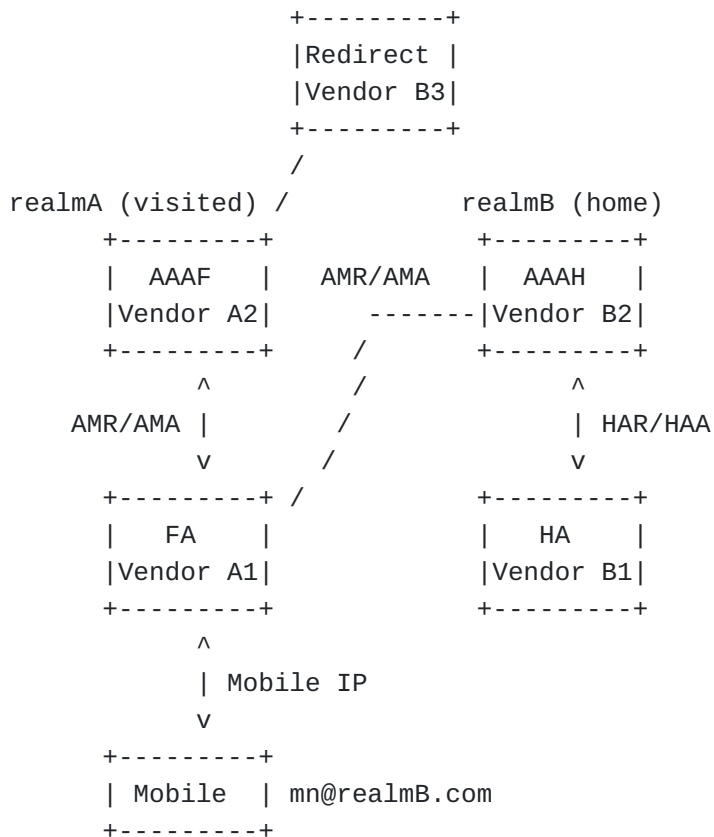 +---------+
                  |Redirect |
                  |Vendor B3|
                  +---------+
                  /
realmA (visited) /           realmB (home)
      +---------+             +---------+
      |  AAAF   |   AMR/AMA   |  AAAH   |
      |Vendor A2|      -------|Vendor B2|
      +---------+     /       +---------+
            ^         /             ^
    AMR/AMA |        /              | HAR/HAA
            v       /               v
      +---------+ /           +---------+
      |   FA    |             |   HA    |
      |Vendor A1|             |Vendor B1|
      +---------+             +---------+
            ^
            | Mobile IP
            v
      +---------+
      | Mobile  | mn@realmB.com
      +---------+